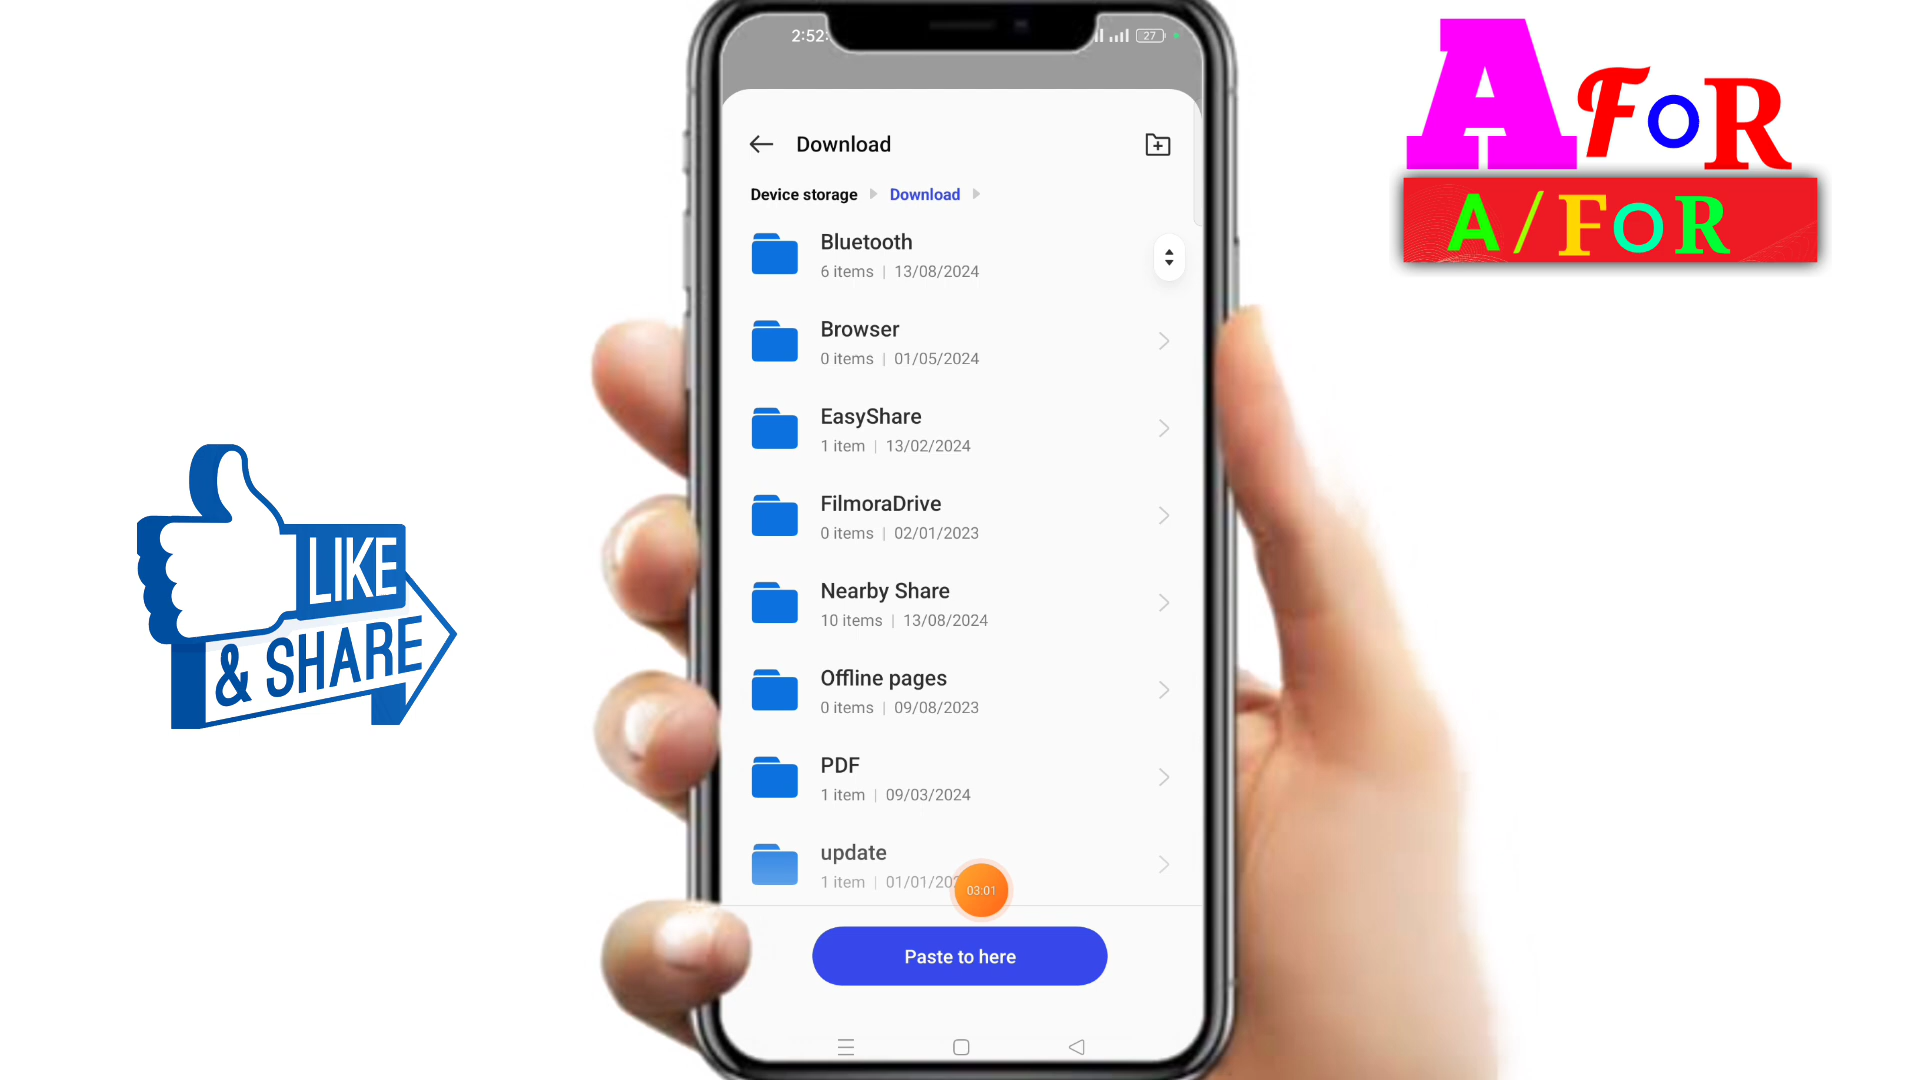 2:52
27
Download
Device storage
Download
Bluetooth
6 items | 13/08/2024
Browser
0 items | 01/05/2024
EasyShare
1 item | 13/02/2024
FilmoraDrive
0 items | 02/01/2023
Nearby Share
10 items | 13/08/2024
Offline pages
0 items | 09/08/2023
PDF
1 item | 09/03/2024
update
1 item |
03:01
Paste to here
LIKE
& SHARE
A FoR
A/FoR